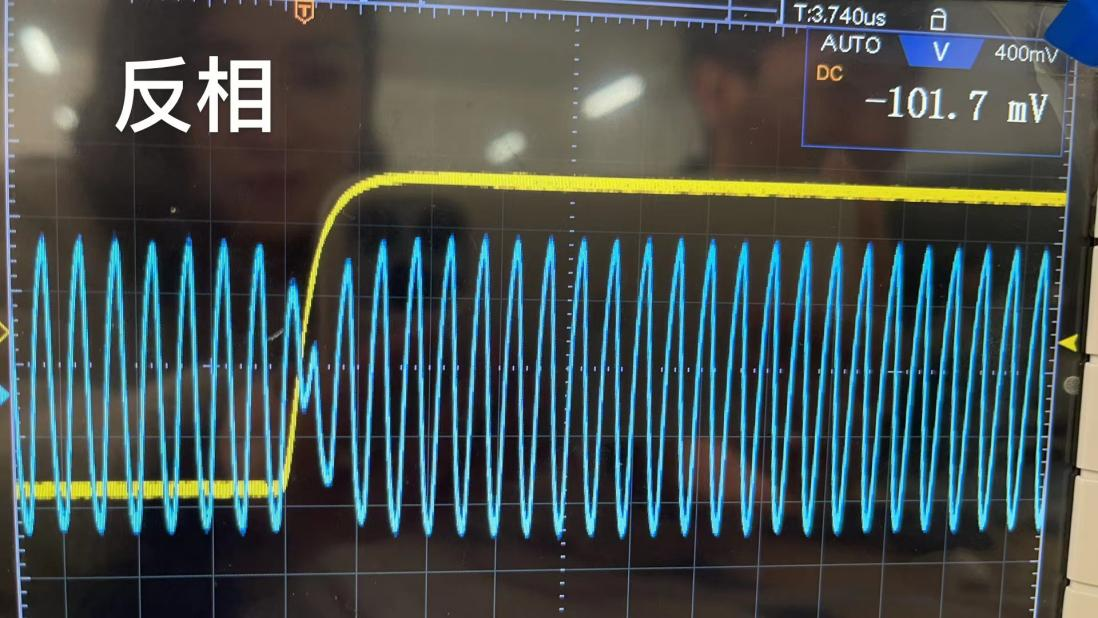 T
T:3.740us
AUTO V 400mV
DC
-101.7 mV
反相